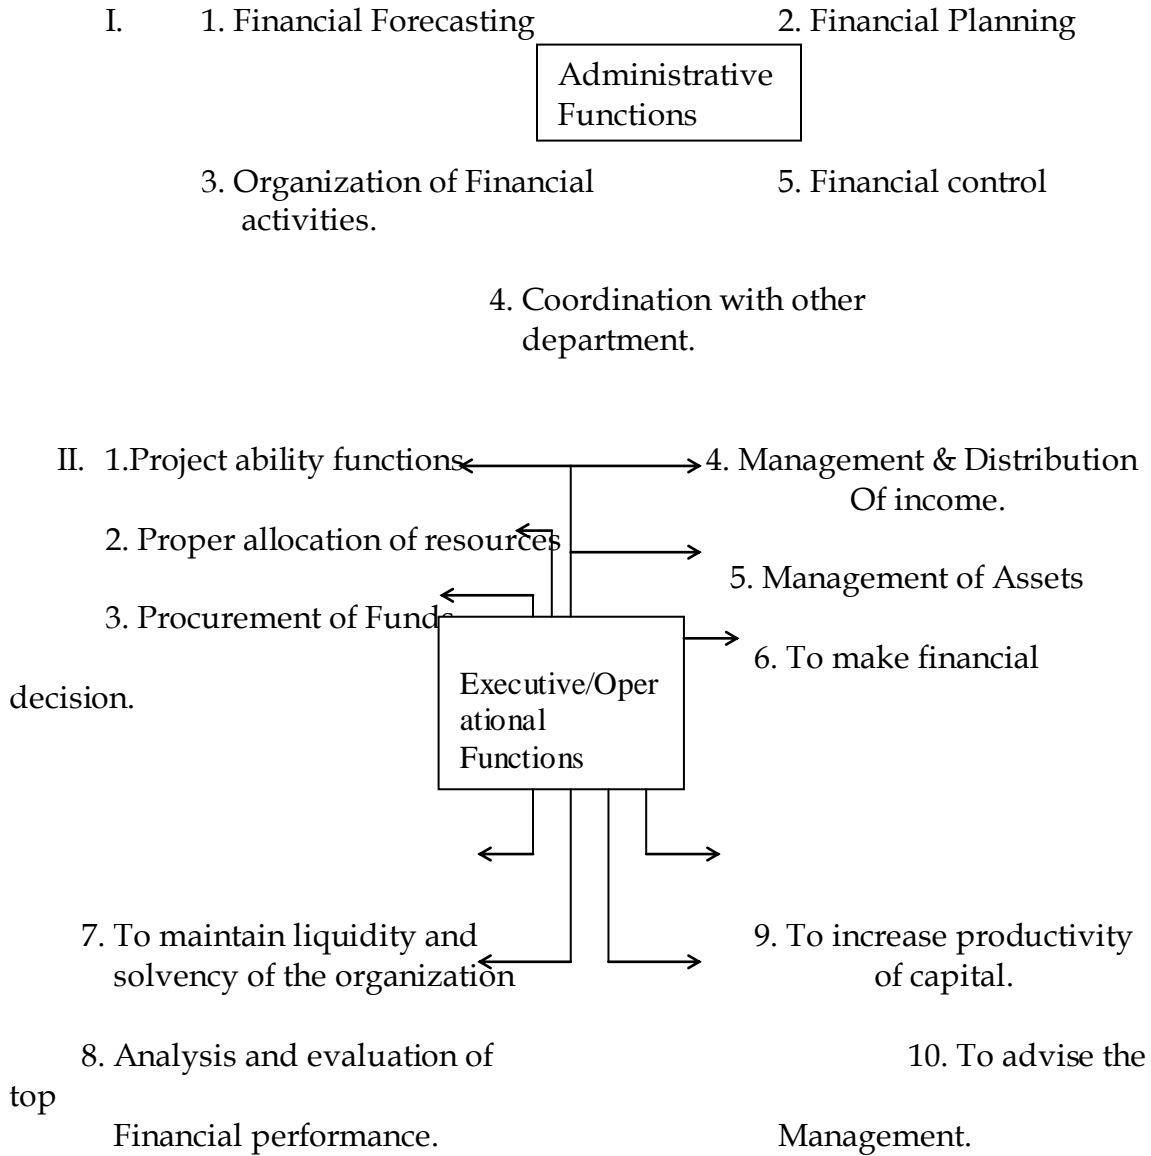 I. 1. Financial Forecasting 2. Financial Planning
Administrative
Functions
3. Organization of Financial 5. Financial control
activities.
4. Coordination with other
department.
II. 1.Project ability functions 4. Management & Distribution
Of income.
2. Proper allocation of resources
5. Management of Assets
3. Procurement of Funds
6. To make financial
decision.
Executive/Oper
ational
Functions
7. To maintain liquidity and 9. To increase productivity
solvency of the organization of capital.
8. Analysis and evaluation of 10. To advise the
top
Financial performance. Management.